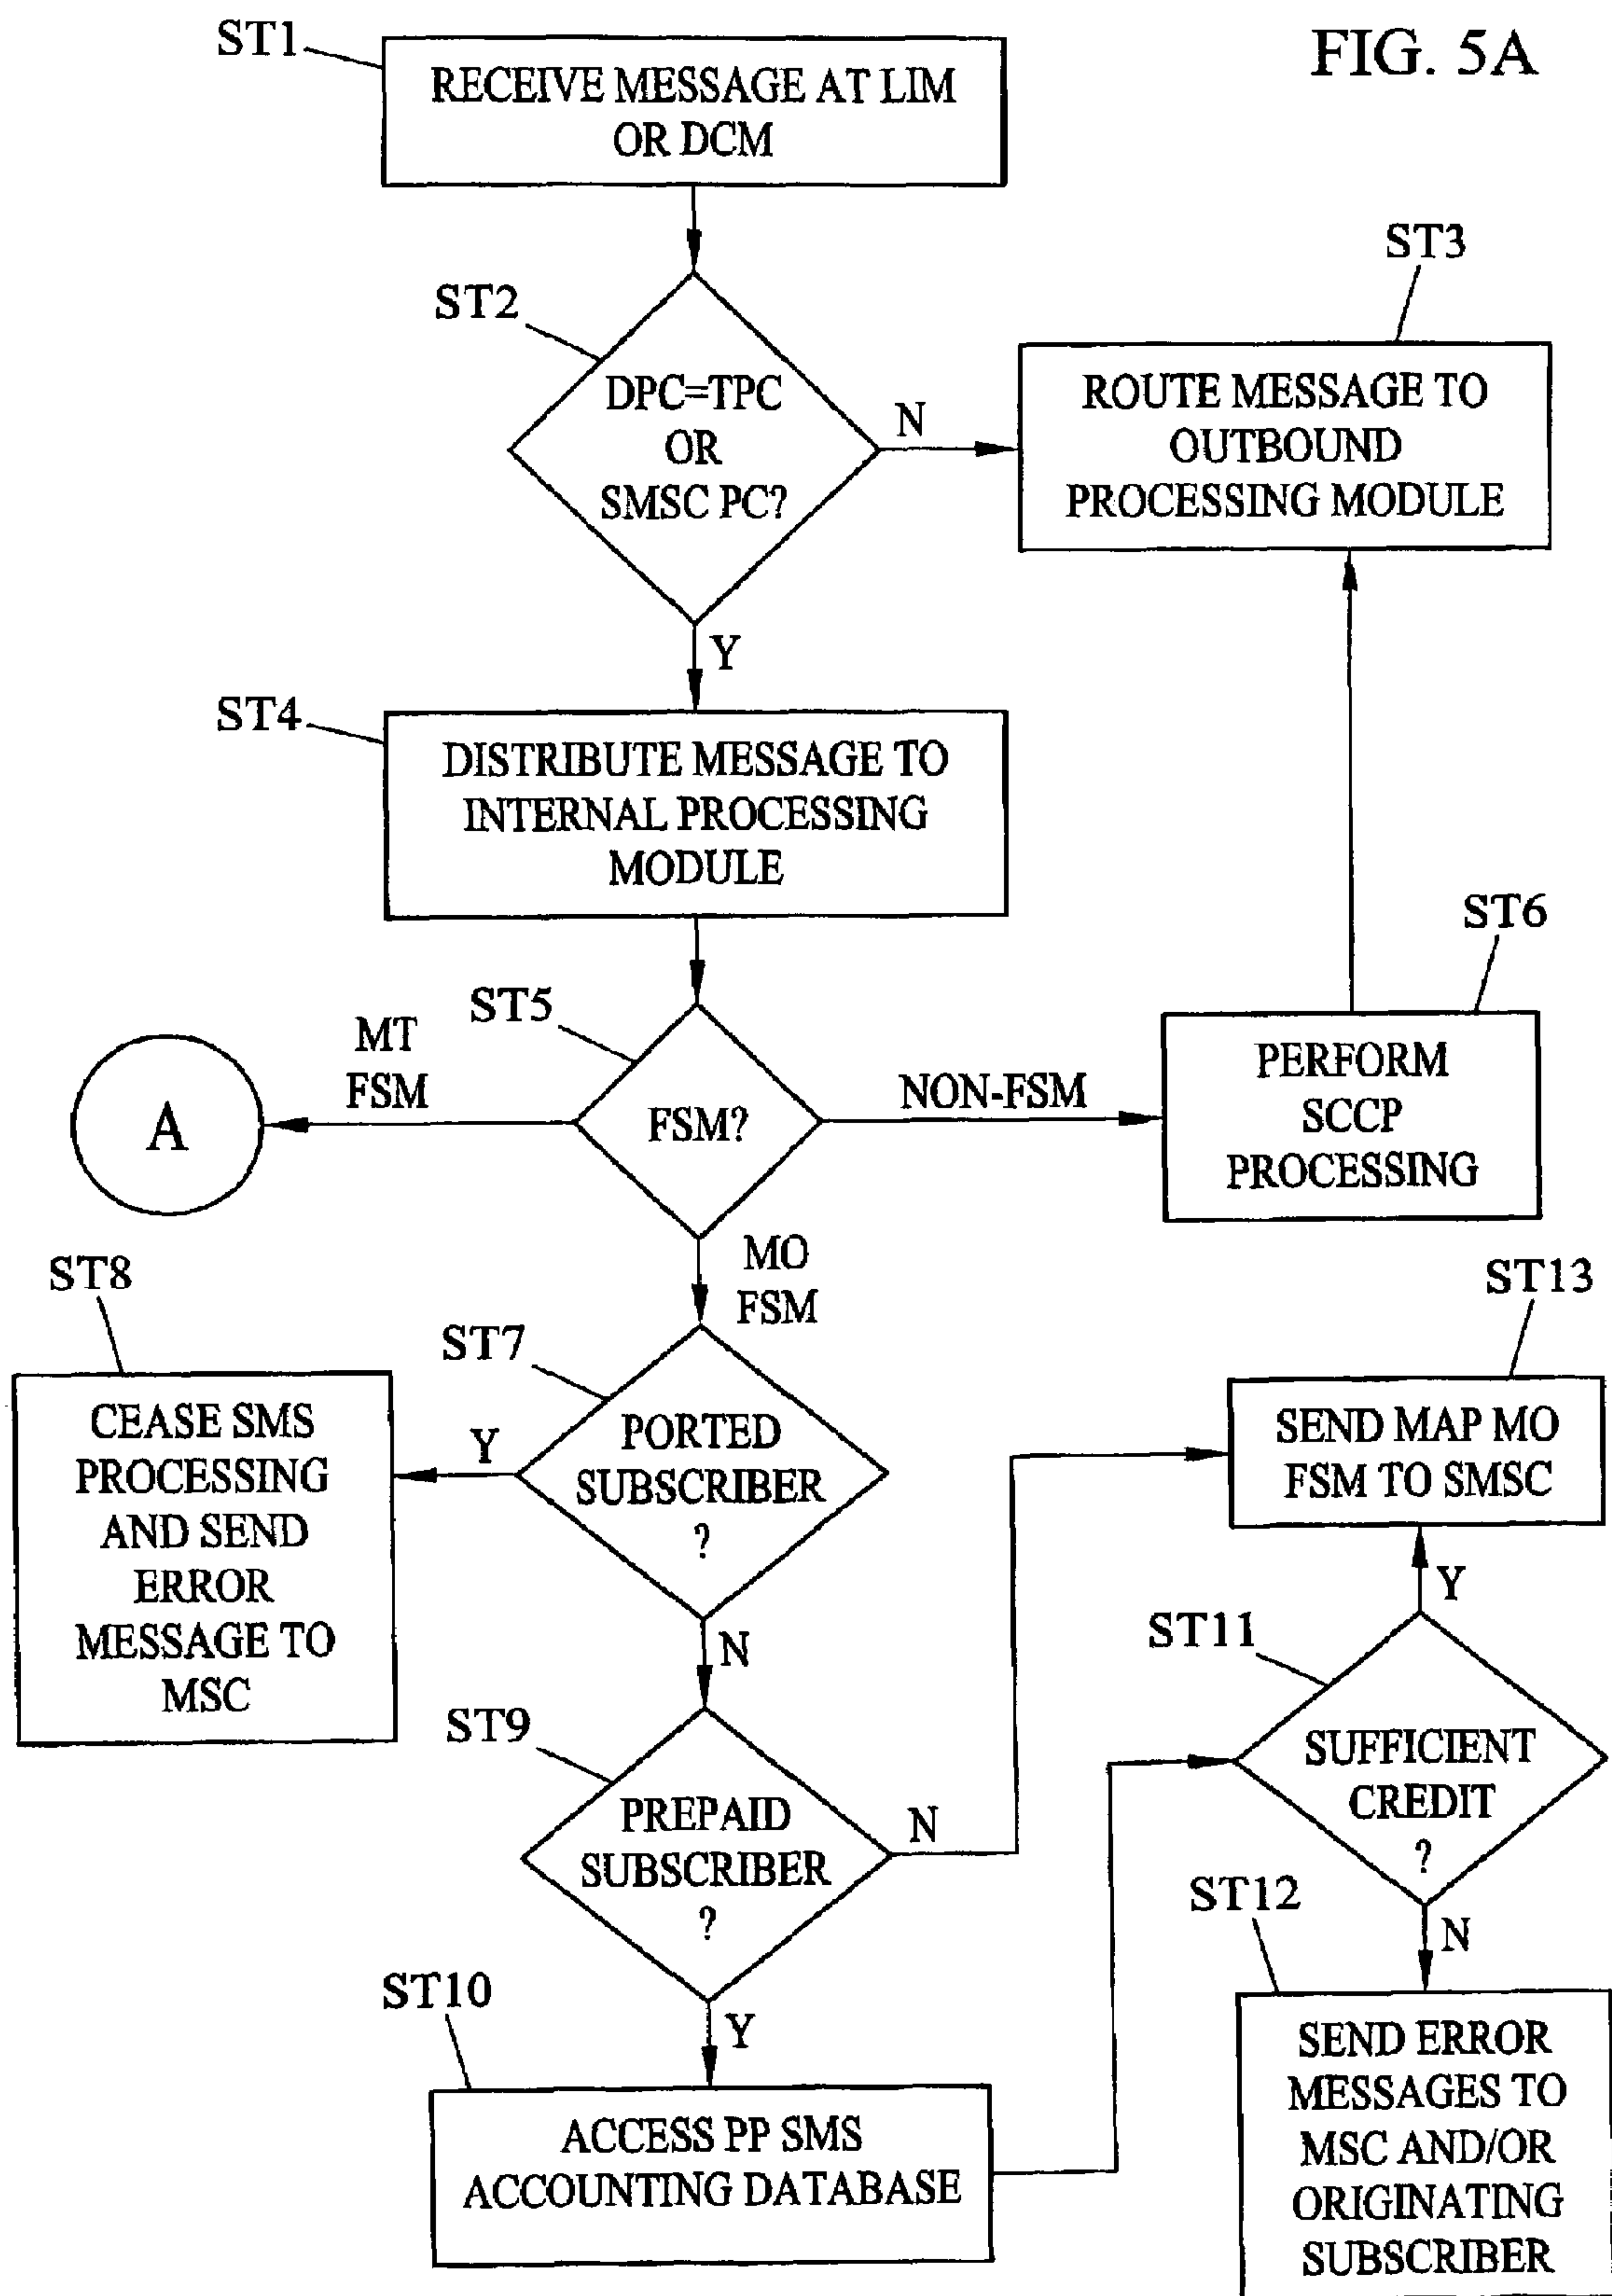 FIG. 5A
ST1
RECEIVE MESSAGE AT LIM
OR DCM
ST2
DPC=TPC
OR
SMSC PC?
N
Y
ST3
ROUTE MESSAGE TO
OUTBOUND
PROCESSING MODULE
ST4
DISTRIBUTE MESSAGE TO
INTERNAL PROCESSING
MODULE
ST5
FSM?
MT
FSM
A
NON-FSM
ST6
PERFORM
SCCP
PROCESSING
MO
FSM
ST7
PORTED
SUBSCRIBER
?
Y
N
ST8
CEASE SMS
PROCESSING
AND SEND
ERROR
MESSAGE TO
MSC
ST9
PREPAID
SUBSCRIBER
?
N
Y
ST10
ACCESS PP SMS
ACCOUNTING DATABASE
ST13
SEND MAP MO
FSM TO SMSC
Y
ST11
SUFFICIENT
CREDIT
?
N
ST12
SEND ERROR
MESSAGES TO
MSC AND/OR
ORIGINATING
SUBSCRIBER